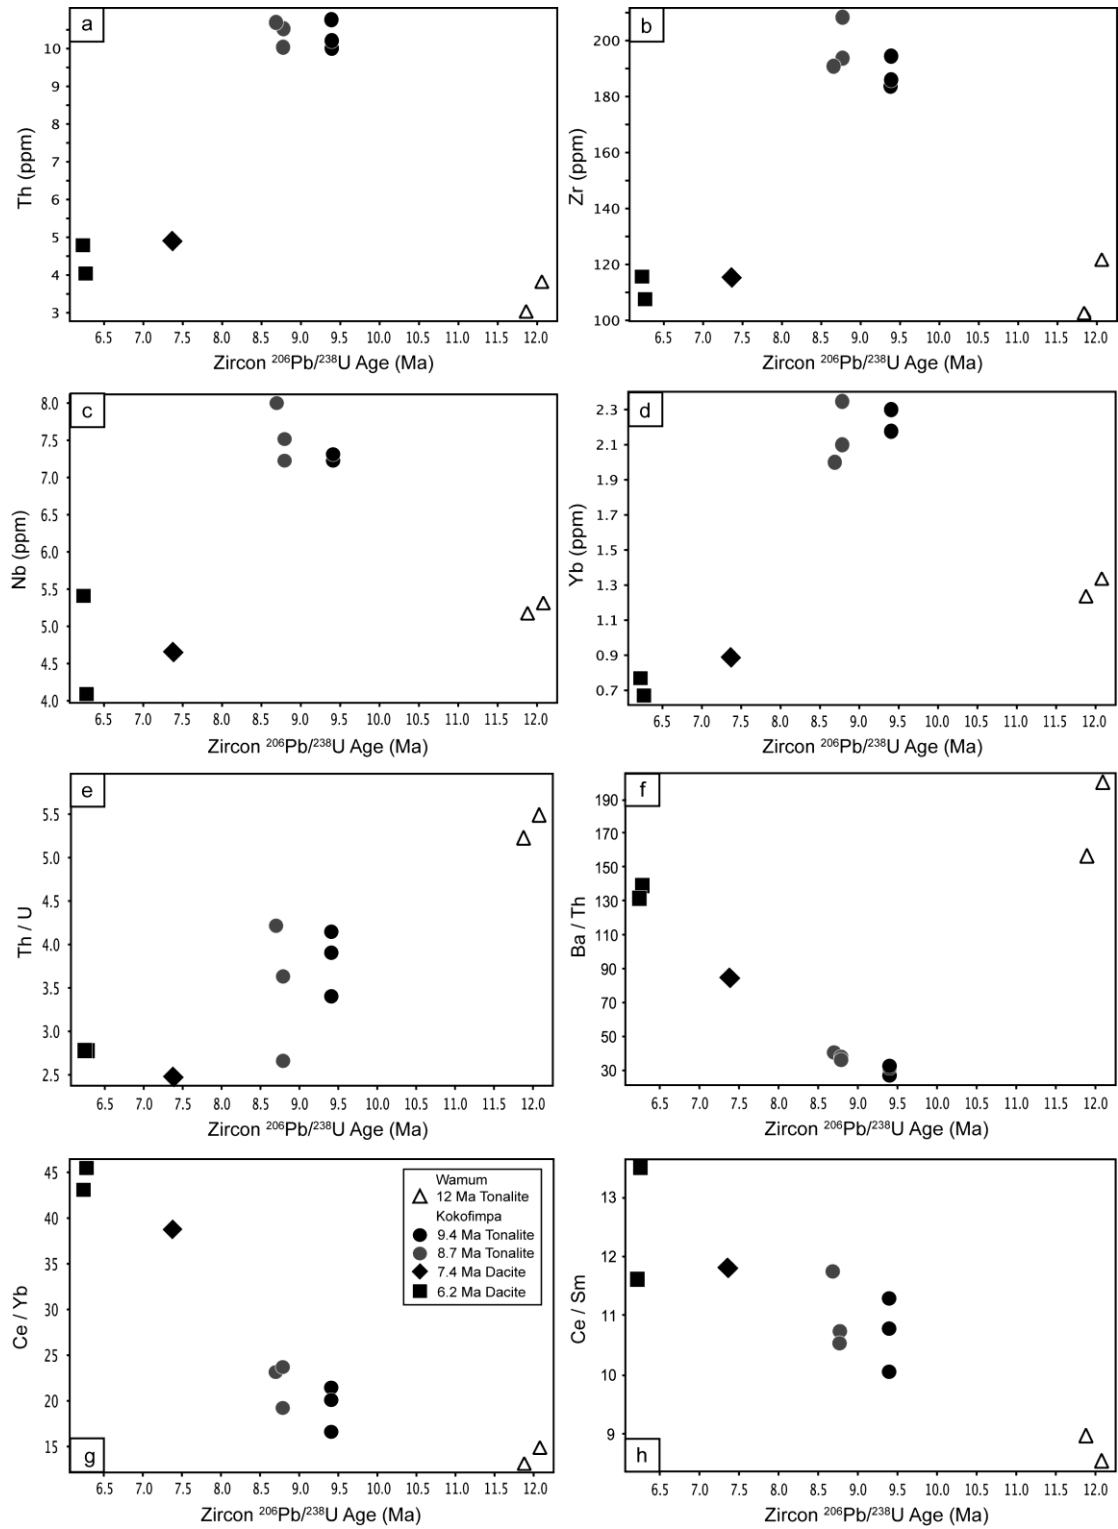 a
10
9
8
7
6
5
4
3
Th (ppm)
6.5 7.0 7.5 8.0 8.5 9.0 9.5 10.0 10.5 11.0 11.5 12.0
Zircon ²⁰⁶Pb/²³⁸U Age (Ma)
b
200
180
160
140
120
100
Zr (ppm)
6.5 7.0 7.5 8.0 8.5 9.0 9.5 10.0 10.5 11.0 11.5 12.0
Zircon ²⁰⁶Pb/²³⁸U Age (Ma)
c
8.0
7.5
7.0
6.5
6.0
5.5
5.0
4.5
4.0
Nb (ppm)
6.5 7.0 7.5 8.0 8.5 9.0 9.5 10.0 10.5 11.0 11.5 12.0
Zircon ²⁰⁶Pb/²³⁸U Age (Ma)
d
2.3
2.1
1.9
1.7
1.5
1.3
1.1
0.9
0.7
Yb (ppm)
6.5 7.0 7.5 8.0 8.5 9.0 9.5 10.0 10.5 11.0 11.5 12.0
Zircon ²⁰⁶Pb/²³⁸U Age (Ma)
e
5.5
5.0
4.5
4.0
3.5
3.0
2.5
Th / U
6.5 7.0 7.5 8.0 8.5 9.0 9.5 10.0 10.5 11.0 11.5 12.0
Zircon ²⁰⁶Pb/²³⁸U Age (Ma)
f
190
170
150
130
110
90
70
50
30
Ba / Th
6.5 7.0 7.5 8.0 8.5 9.0 9.5 10.0 10.5 11.0 11.5 12.0
Zircon ²⁰⁶Pb/²³⁸U Age (Ma)
45
40
35
30
25
20
15
Ce / Yb
Wamum
12 Ma Tonalite
Kokofimpa
9.4 Ma Tonalite
8.7 Ma Tonalite
7.4 Ma Dacite
6.2 Ma Dacite
g
6.5 7.0 7.5 8.0 8.5 9.0 9.5 10.0 10.5 11.0 11.5 12.0
Zircon ²⁰⁶Pb/²³⁸U Age (Ma)
13
12
11
10
9
Ce / Sm
h
6.5 7.0 7.5 8.0 8.5 9.0 9.5 10.0 10.5 11.0 11.5 12.0
Zircon ²⁰⁶Pb/²³⁸U Age (Ma)